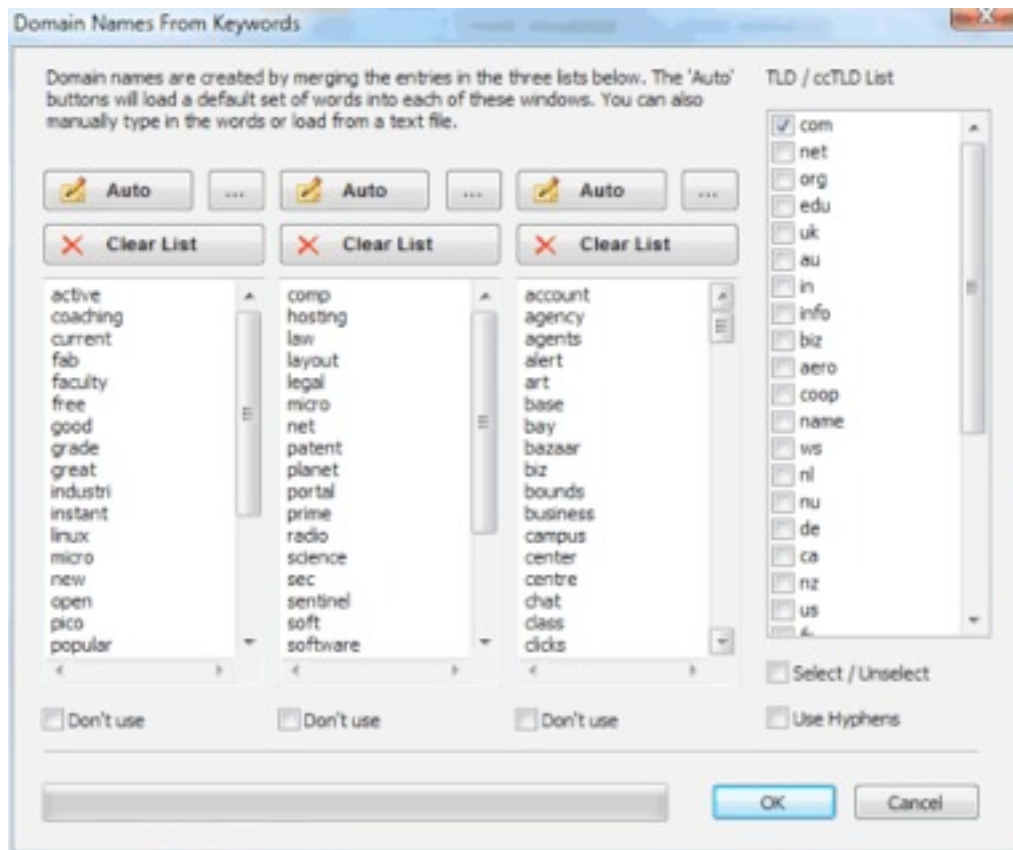 Domain Names From Keywords
Domain names are created by merging the entries in the three lists below. The 'Auto'
buttons will load a default set of words into each of these windows. You can also
manually type in the words or load from a text file.
Auto
...
Clear List
active
coaching
current
fab
faculty
free
good
grade
great
industri
instant
linux
micro
new
open
pico
popular
Don't use
Auto
...
Clear List
comp
hosting
law
layout
legal
micro
net
patent
planet
portal
prime
radio
science
sec
sentinel
soft
software
Don't use
Auto
...
Clear List
account
agency
agents
alert
art
base
bay
bazaar
biz
bounds
business
campus
center
centre
chat
class
clicks
Don't use
TLD / ccTLD List
com
net
org
edu
uk
au
in
info
biz
aero
coop
name
ws
nl
nu
de
ca
nz
us
Select / Unselect
Use Hyphens
OK
Cancel